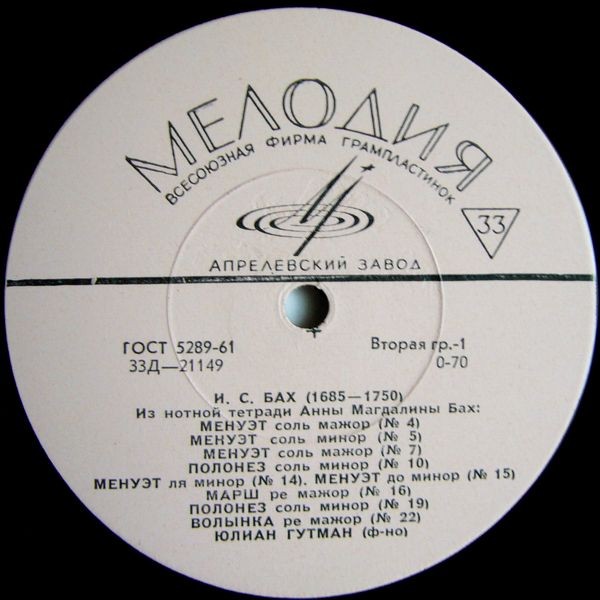 МЕЛОДИЯ
ВСЕСОЮЗНАЯ ФИРМА ГРАМПЛАСТИНОК
33
АПРЕЛЕВСКИЙ ЗАВОД
ГОСТ 5289-61
Вторая гр.-1
33Д—21149
0-70
И. С. БАХ (1685—1750)
Из нотной тетради Анны Магдалины Бах:
МЕНУЭТ соль мажор (№ 4)
МЕНУЭТ соль минор (№ 5)
МЕНУЭТ соль мажор (№ 7)
ПОЛОНЕЗ соль минор (№ 10)
МЕНУЭТ ля минор (№ 14), МЕНУЭТ до минор (№ 15)
МАРШ ре мажор (№ 16)
ПОЛОНЕЗ соль минор (№ 19)
ВОЛЫНКА ре мажор (№ 22)
ЮЛИАН ГУТМАН (ф-но)